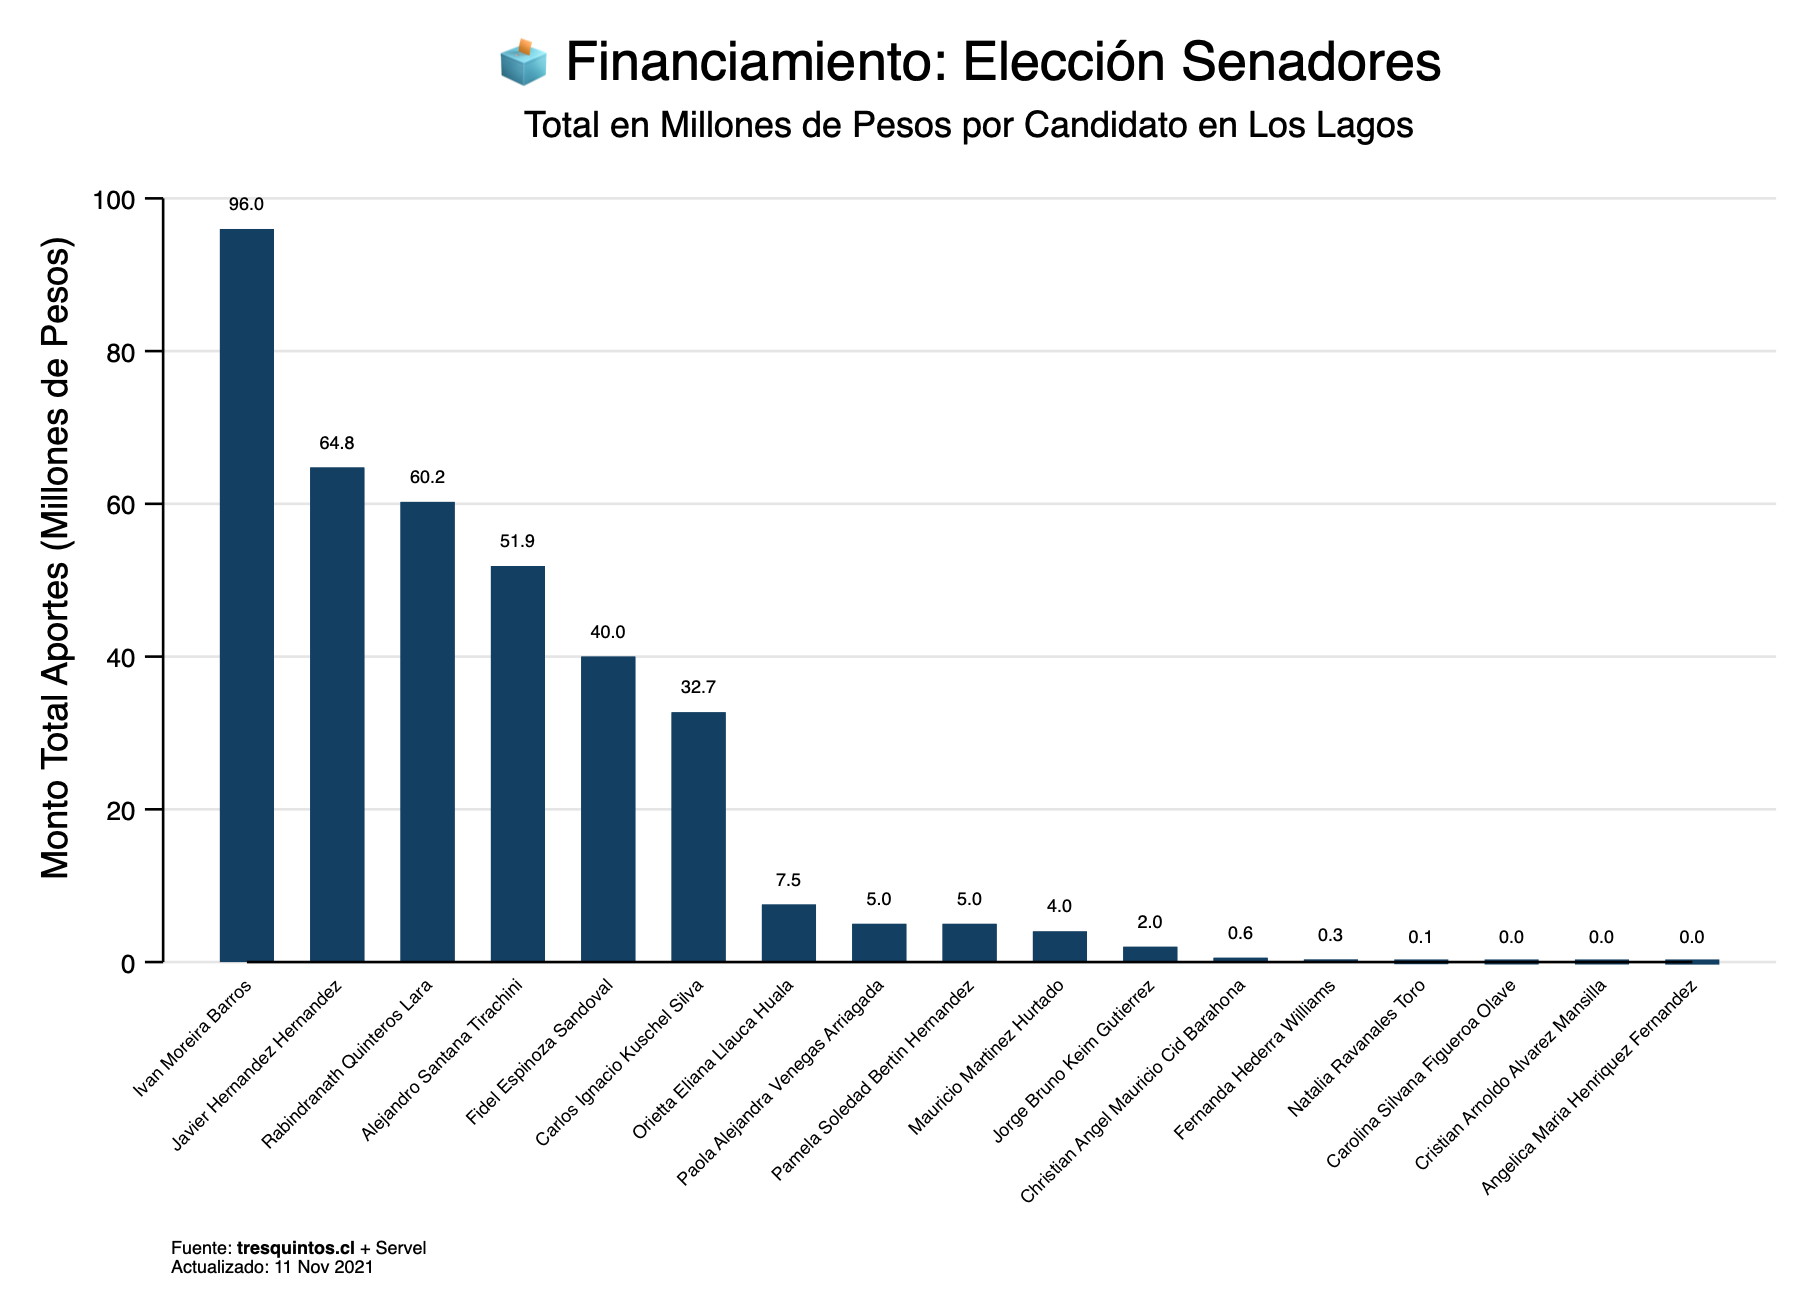 Financiamiento: Elección Senadores
Total en Millones de Pesos por Candidato en Los Lagos
Monto Total Aportes (Millones de Pesos)
100
80
60
40
20
0
96.0
64.8
60.2
51.9
40.0
32.7
7.5
5.0
5.0
4.0
2.0
0.6
0.3
0.1
0.0
0.0
0.0
Ivan Moreira Barros
Javier Hernandez Hernandez
Rabindranath Quinteros Lara
Alejandro Santana Tirachini
Fidel Espinoza Sandoval
Carlos Ignacio Kuschel Silva
Orietta Eliana Llauca Huala
Paola Alejandra Venegas Arriagada
Pamela Soledad Bertin Hernandez
Mauricio Martinez Hurtado
Jorge Bruno Keim Gutierrez
Christian Angel Mauricio Cid Barahona
Fernanda Hederra Williams
Natalia Ravanales Toro
Carolina Silvana Figueroa Olave
Cristian Arnoldo Alvarez Mansilla
Angelica Maria Henriquez Fernandez
Fuente: tresquintos.cl + Servel
Actualizado: 11 Nov 2021